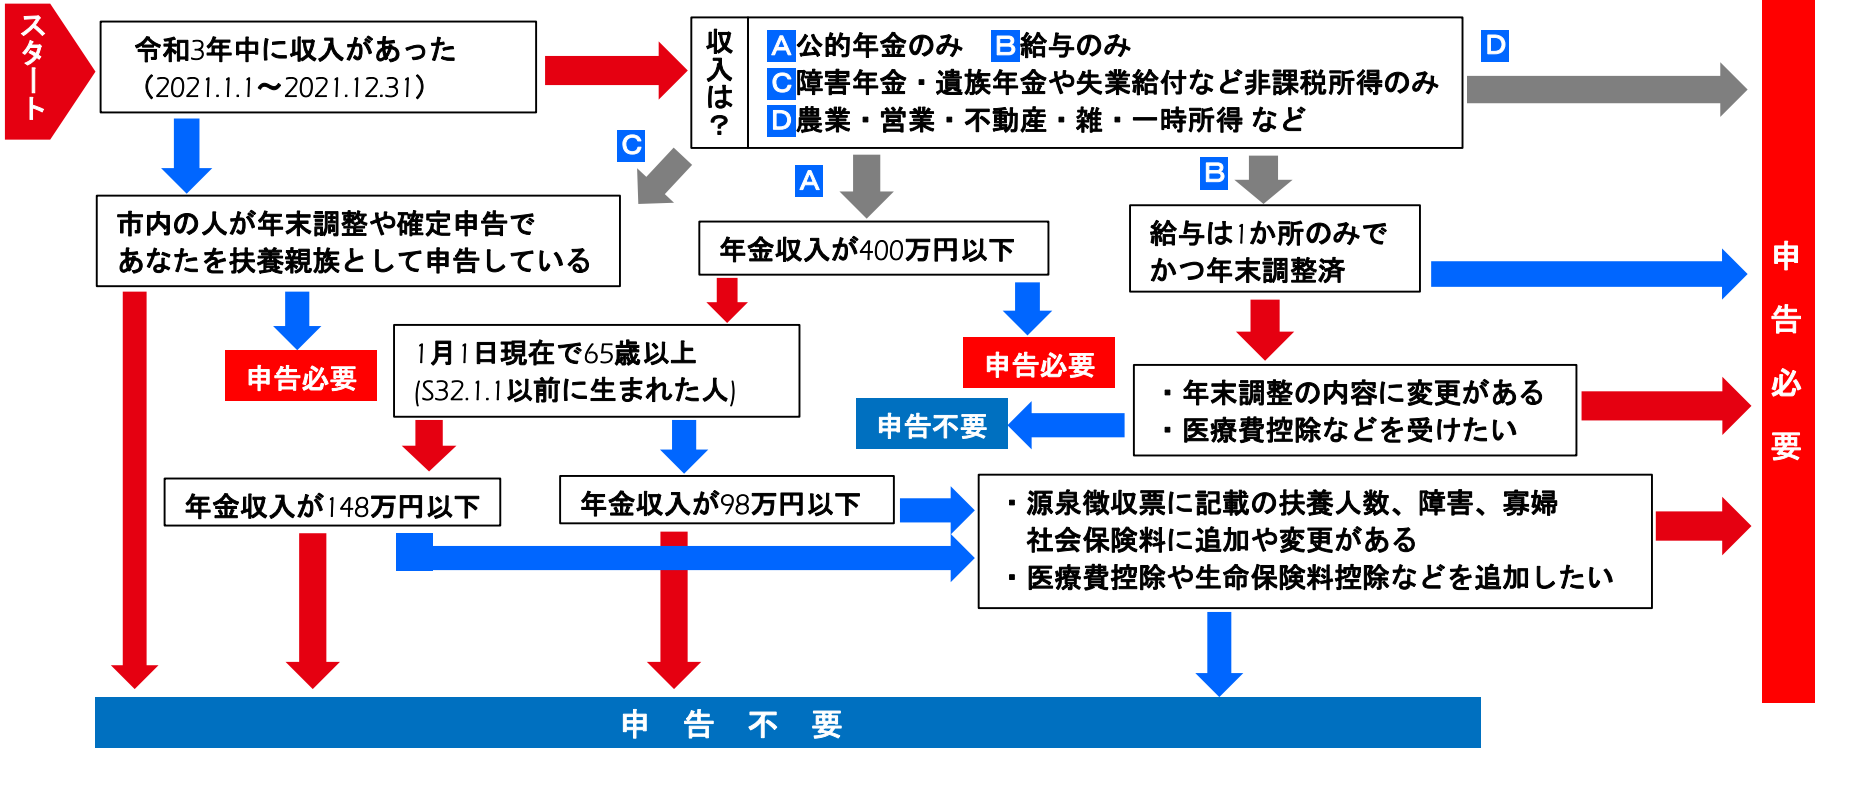 スタート
令和3年中に収入があった
（2021.1.1～2021.12.31）
収入は？
A公的年金のみ　B給与のみ
C障害年金・遺族年金や失業給付など非課税所得のみ
D農業・営業・不動産・雑・一時所得 など
D
C
A
B
市内の人が年末調整や確定申告で
あなたを扶養親族として申告している
年金収入が400万円以下
給与は1か所のみで
かつ年末調整済
申告必要
申告必要
1月1日現在で65歳以上
(S32.1.1以前に生まれた人)
申告必要
申告不要
・年末調整の内容に変更がある
・医療費控除などを受けたい
年金収入が148万円以下
年金収入が98万円以下
・源泉徴収票に記載の扶養人数、障害、寡婦
社会保険料に追加や変更がある
・医療費控除や生命保険料控除などを追加したい
申告不要